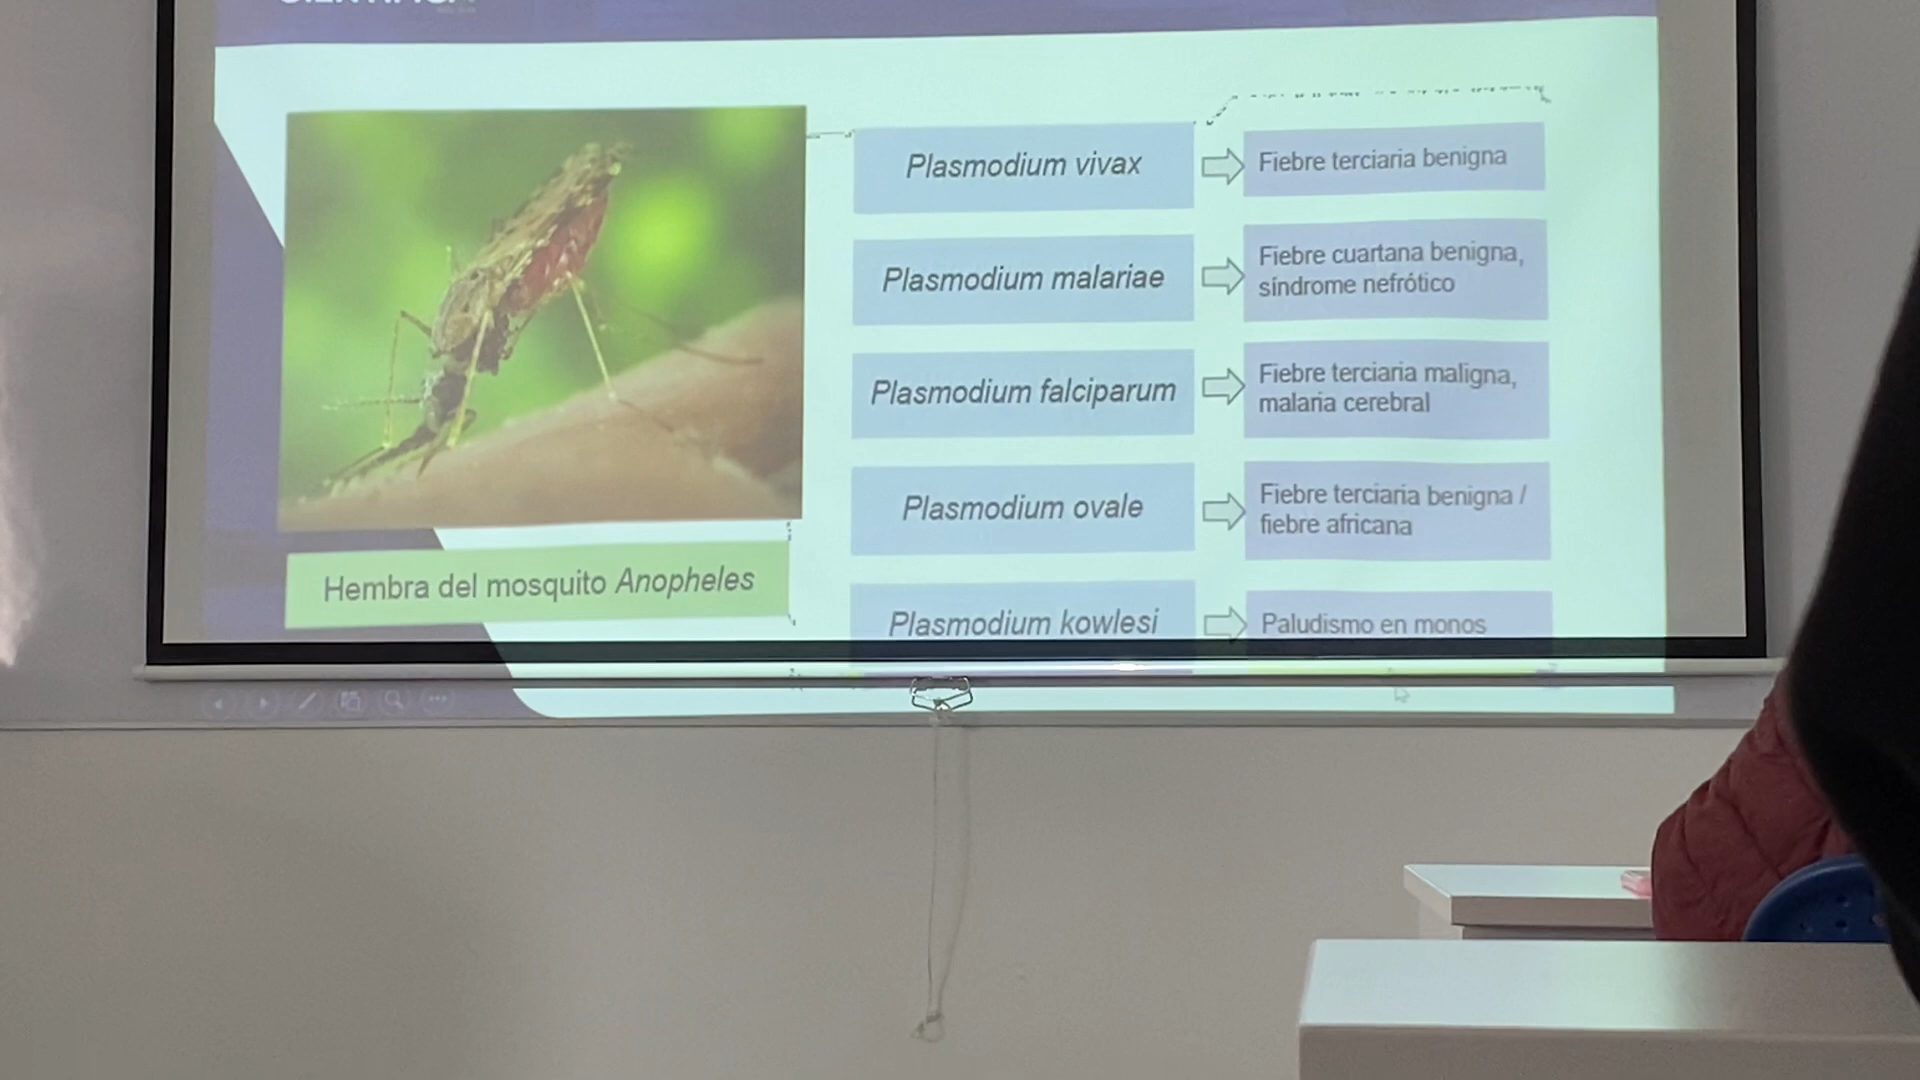 Plasmodium vivax
Fiebre terciaria benigna
Plasmodium malariae
Fiebre cuartana benigna,
síndrome nefrótico
Plasmodium falciparum
Fiebre terciaria maligna,
malaria cerebral
Plasmodium ovale
Fiebre terciaria benigna /
fiebre africana
Hembra del mosquito Anopheles
Plasmodium kowlesi
Paludismo en monos